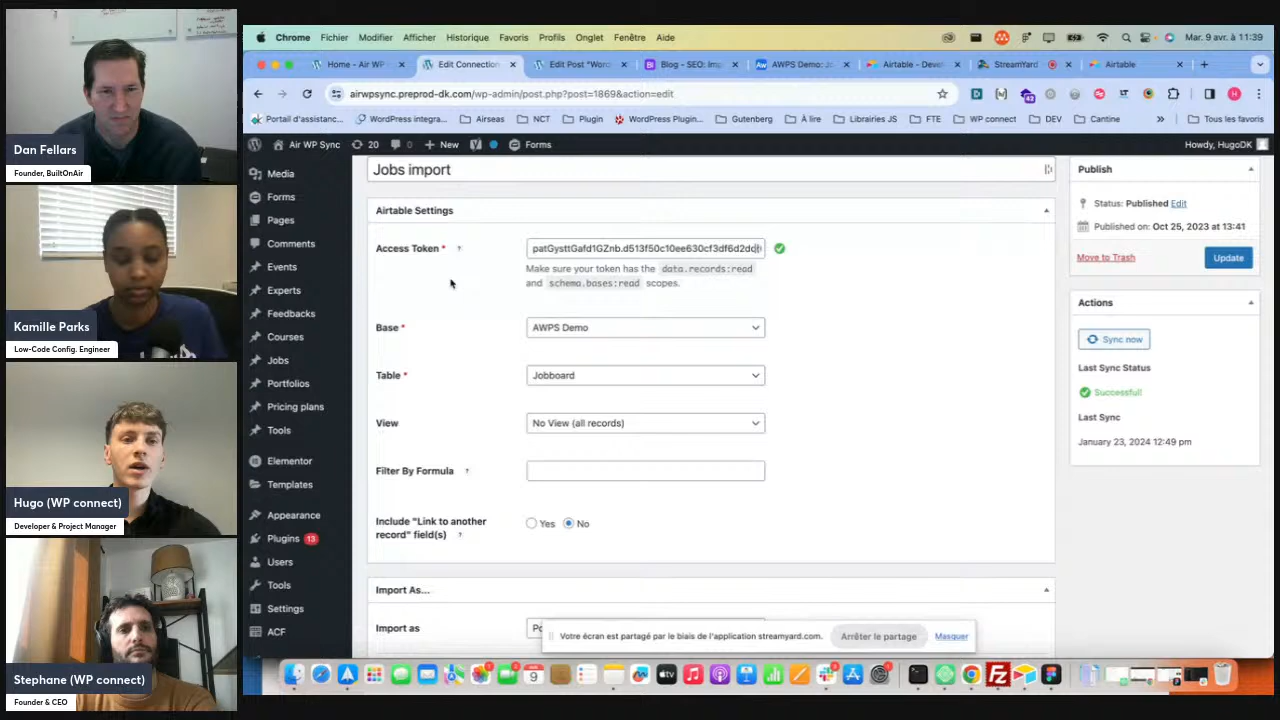 Dan Fellars
Founder, BuiltOnAir
Kamille Parks
Low-Code Config. Engineer
Hugo (WP connect)
Developer & Project Manager
Stephane (WP connect)
Founder & CEO
Chrome Fichier Modifier Afficher Historique Favoris Profils Onglet Fenêtre Aide Mar. 9 avr. à 11:39
Home - Air WP Edit Connection Edit Post "Word Blog - SEO: Imp AWPS Demo: Jo Airtable - Deve StreamYard Airtable
airwpsync.preprod-dk.com/wp-admin/post.php?post=1869&action=edit
Portail d'assistanc... WordPress integra... Airseas NCT Plugin WordPress Plugin... Gutenberg À lire Librairies JS FTE WP connect DEV Cantine Tous les favoris
Air WP Sync 20 0 New Forms Howdy, HugoDK
Media
Forms
Pages
Comments
Events
Experts
Feedbacks
Courses
Jobs
Portfolios
Pricing plans
Tools
Elementor
Templates
Appearance
Plugins 13
Users
Tools
Settings
ACF
Jobs import
Airtable Settings
Access Token * ?
Make sure your token has the data.records:read
and schema.bases:read scopes.
Base * AWPS Demo
Table * Jobboard
View No View (all records)
Filter By Formula ?
Include "Link to another
record" field(s) ? Yes No
Import As...
Import as
Publish
Status: Published Edit
Published on: Oct 25, 2023 at 13:41
Move to Trash Update
Actions
Sync now
Last Sync Status
Successful!
Last Sync
January 23, 2024 12:49 pm
Votre écran est partagé par le biais de l'application streamyard.com. Arrêter le partage Masquer